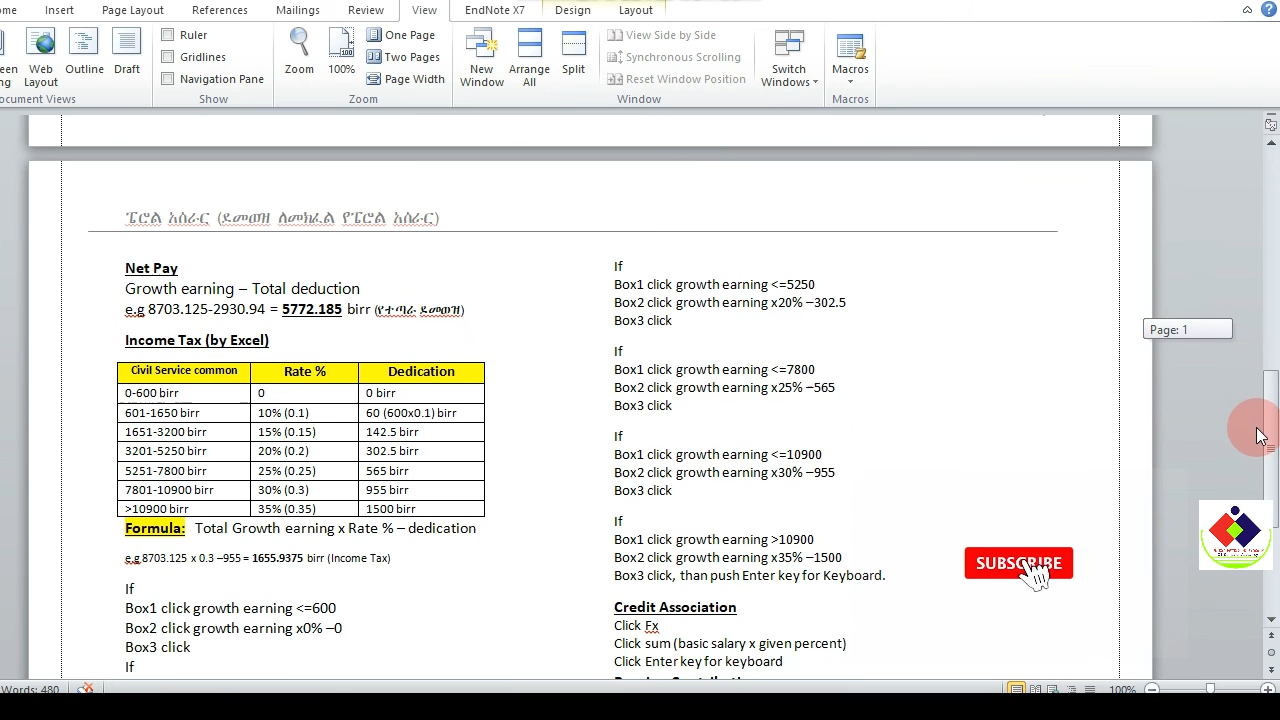 ome Insert Page Layout References Mailings Review View EndNote X7 Design Layout
Web Layout
Outline
Draft
Ruler
Gridlines
Navigation Pane
Zoom
100%
One Page
Two Pages
Page Width
New Window
Arrange All
Split
View Side by Side
Synchronous Scrolling
Reset Window Position
Switch Windows
Macros
ocument Views Show Zoom Window Macros
ፔሮል አሰራር (ደመወዝ ለመክፈል የፔሮል አሰራር)
Net Pay
Growth earning – Total deduction
e.g 8703.125-2930.94 = 5772.185 birr (የተጣራ ደመወዝ)
Income Tax (by Excel)
Civil Service common Rate % Dedication
0-600 birr 0 0 birr
601-1650 birr 10% (0.1) 60 (600x0.1) birr
1651-3200 birr 15% (0.15) 142.5 birr
3201-5250 birr 20% (0.2) 302.5 birr
5251-7800 birr 25% (0.25) 565 birr
7801-10900 birr 30% (0.3) 955 birr
>10900 birr 35% (0.35) 1500 birr
Formula: Total Growth earning x Rate % – dedication
e.g.8703.125 x 0.3 –955 = 1655.9375 birr (Income Tax)
If
Box1 click growth earning <=600
Box2 click growth earning x0% –0
Box3 click
If
If
Box1 click growth earning <=5250
Box2 click growth earning x20% –302.5
Box3 click
If
Box1 click growth earning <=7800
Box2 click growth earning x25% –565
Box3 click
If
Box1 click growth earning <=10900
Box2 click growth earning x30% –955
Box3 click
If
Box1 click growth earning >10900
Box2 click growth earning x35% –1500
Box3 click, than push Enter key for Keyboard.
Credit Association
Click Fx
Click sum (basic salary x given percent)
Click Enter key for keyboard
Page: 1
SUBSCRIBE
Words: 480
100%